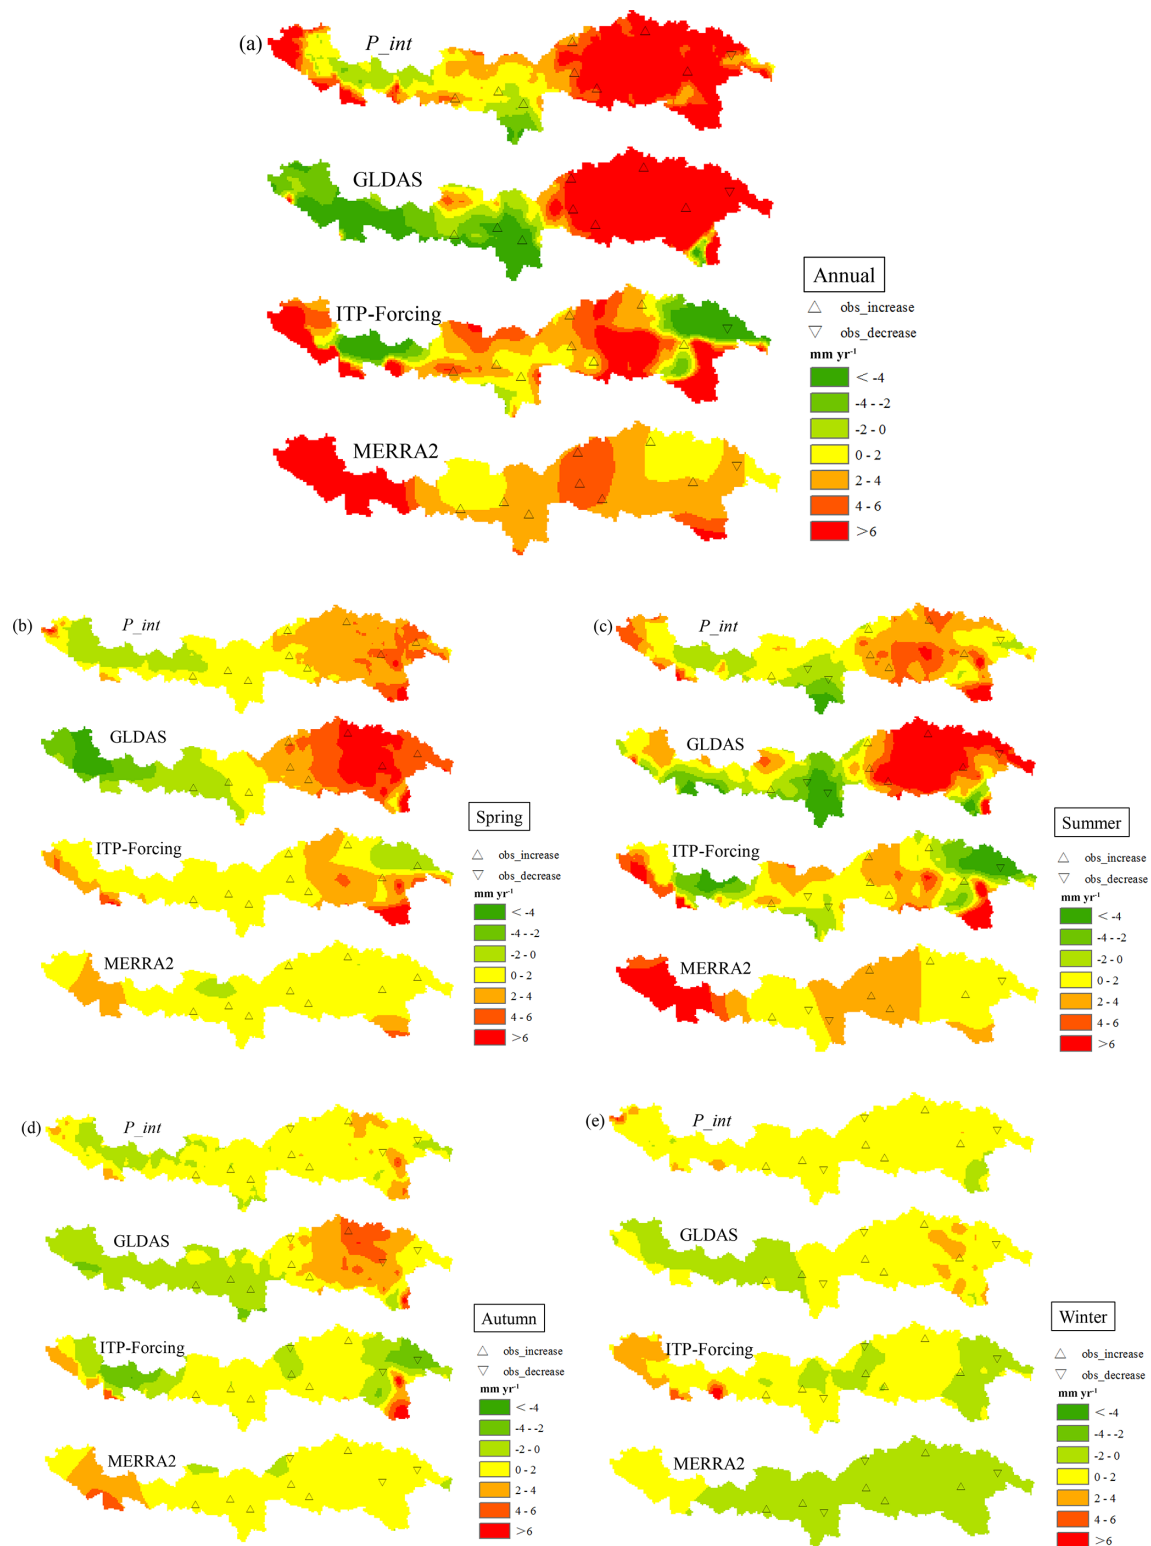 (a)
P_int
GLDAS
ITP-Forcing
MERRA2
Annual
obs_increase
obs_decrease
mm yr-1
< -4
-4 - -2
-2 - 0
0 - 2
2 - 4
4 - 6
>6
(b)
P_int
GLDAS
ITP-Forcing
MERRA2
Spring
obs_increase
obs_decrease
mm yr-1
< -4
-4 - -2
-2 - 0
0 - 2
2 - 4
4 - 6
>6
(c)
P_int
GLDAS
ITP-Forcing
MERRA2
Summer
obs_increase
obs_decrease
mm yr-1
< -4
-4 - -2
-2 - 0
0 - 2
2 - 4
4 - 6
>6
(d)
P_int
GLDAS
ITP-Forcing
MERRA2
Autumn
obs_increase
obs_decrease
mm yr-1
< -4
-4 - -2
-2 - 0
0 - 2
2 - 4
4 - 6
>6
(e)
P_int
GLDAS
ITP-Forcing
MERRA2
Winter
obs_increase
obs_decrease
mm yr-1
< -4
-4 - -2
-2 - 0
0 - 2
2 - 4
4 - 6
>6